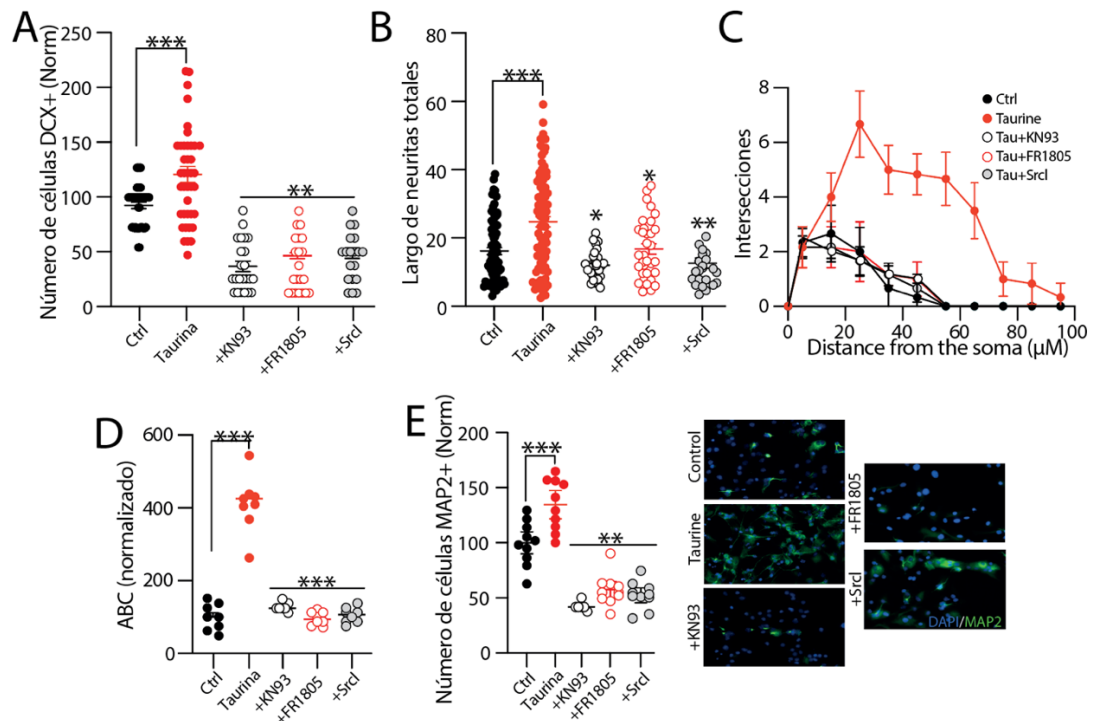 A
Número de células DCX+ (Norm)
250
200
150
100
50
0
***
**
Ctrl
Taurina
+KN93
+FR1805
+Srcl
B
Largo de neuritas totales
80
60
40
20
0
***
*
*
**
Ctrl
Taurina
+KN93
+FR1805
+Srcl
C
Intersecciones
8
6
4
2
0
Ctrl
Taurine
Tau+KN93
Tau+FR1805
Tau+Srcl
0 20 40 60 80 100
Distance from the soma (μM)
D
ABC (normalizado)
600
400
200
0
***
***
Ctrl
Taurina
+KN93
+FR1805
+Srcl
E
Número de células MAP2+ (Norm)
200
150
100
50
0
***
**
Ctrl
Taurina
+KN93
+FR1805
+Srcl
Control
Taurine
+KN93
+FR1805
+Srcl
DAPI/MAP2